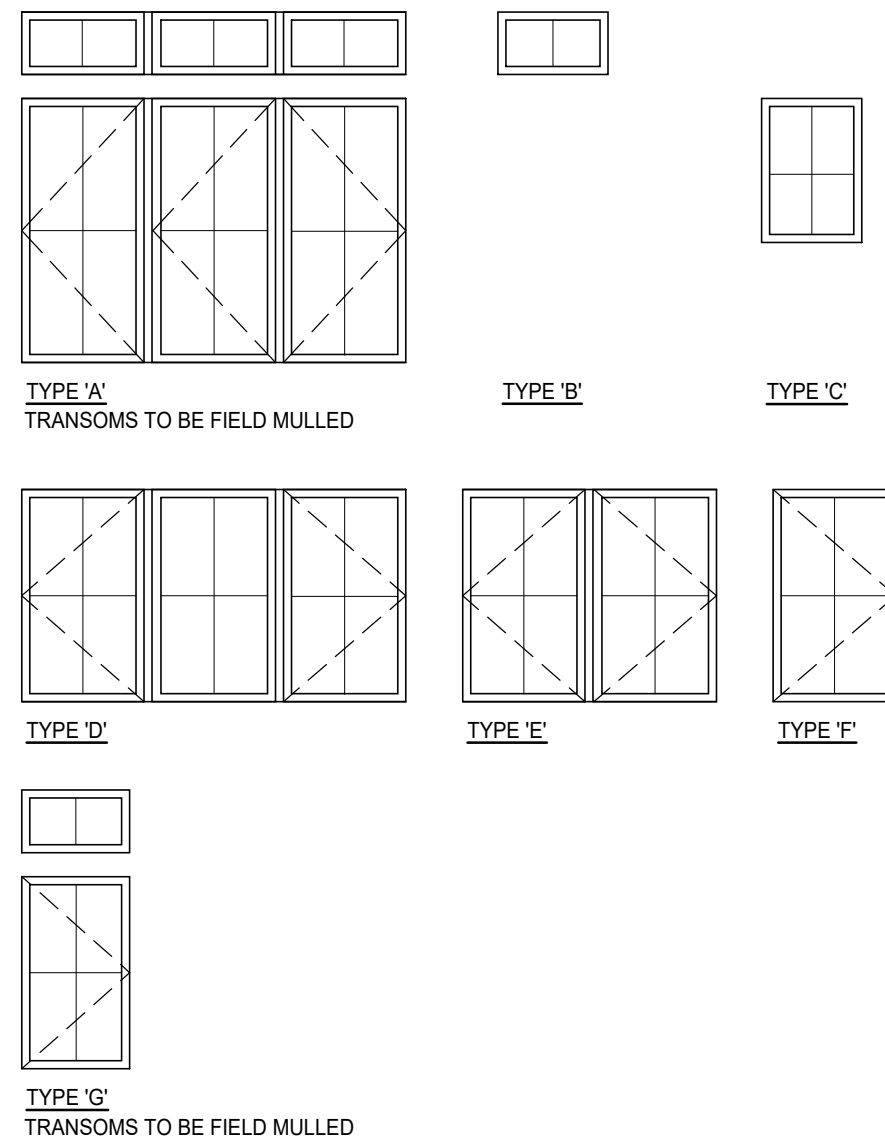 TYPE 'A'
TRANSOMS TO BE FIELD MULLED
TYPE 'B'
TYPE 'C'
TYPE 'D'
TYPE 'E'
TYPE 'F'
TYPE 'G'
TRANSOMS TO BE FIELD MULLED